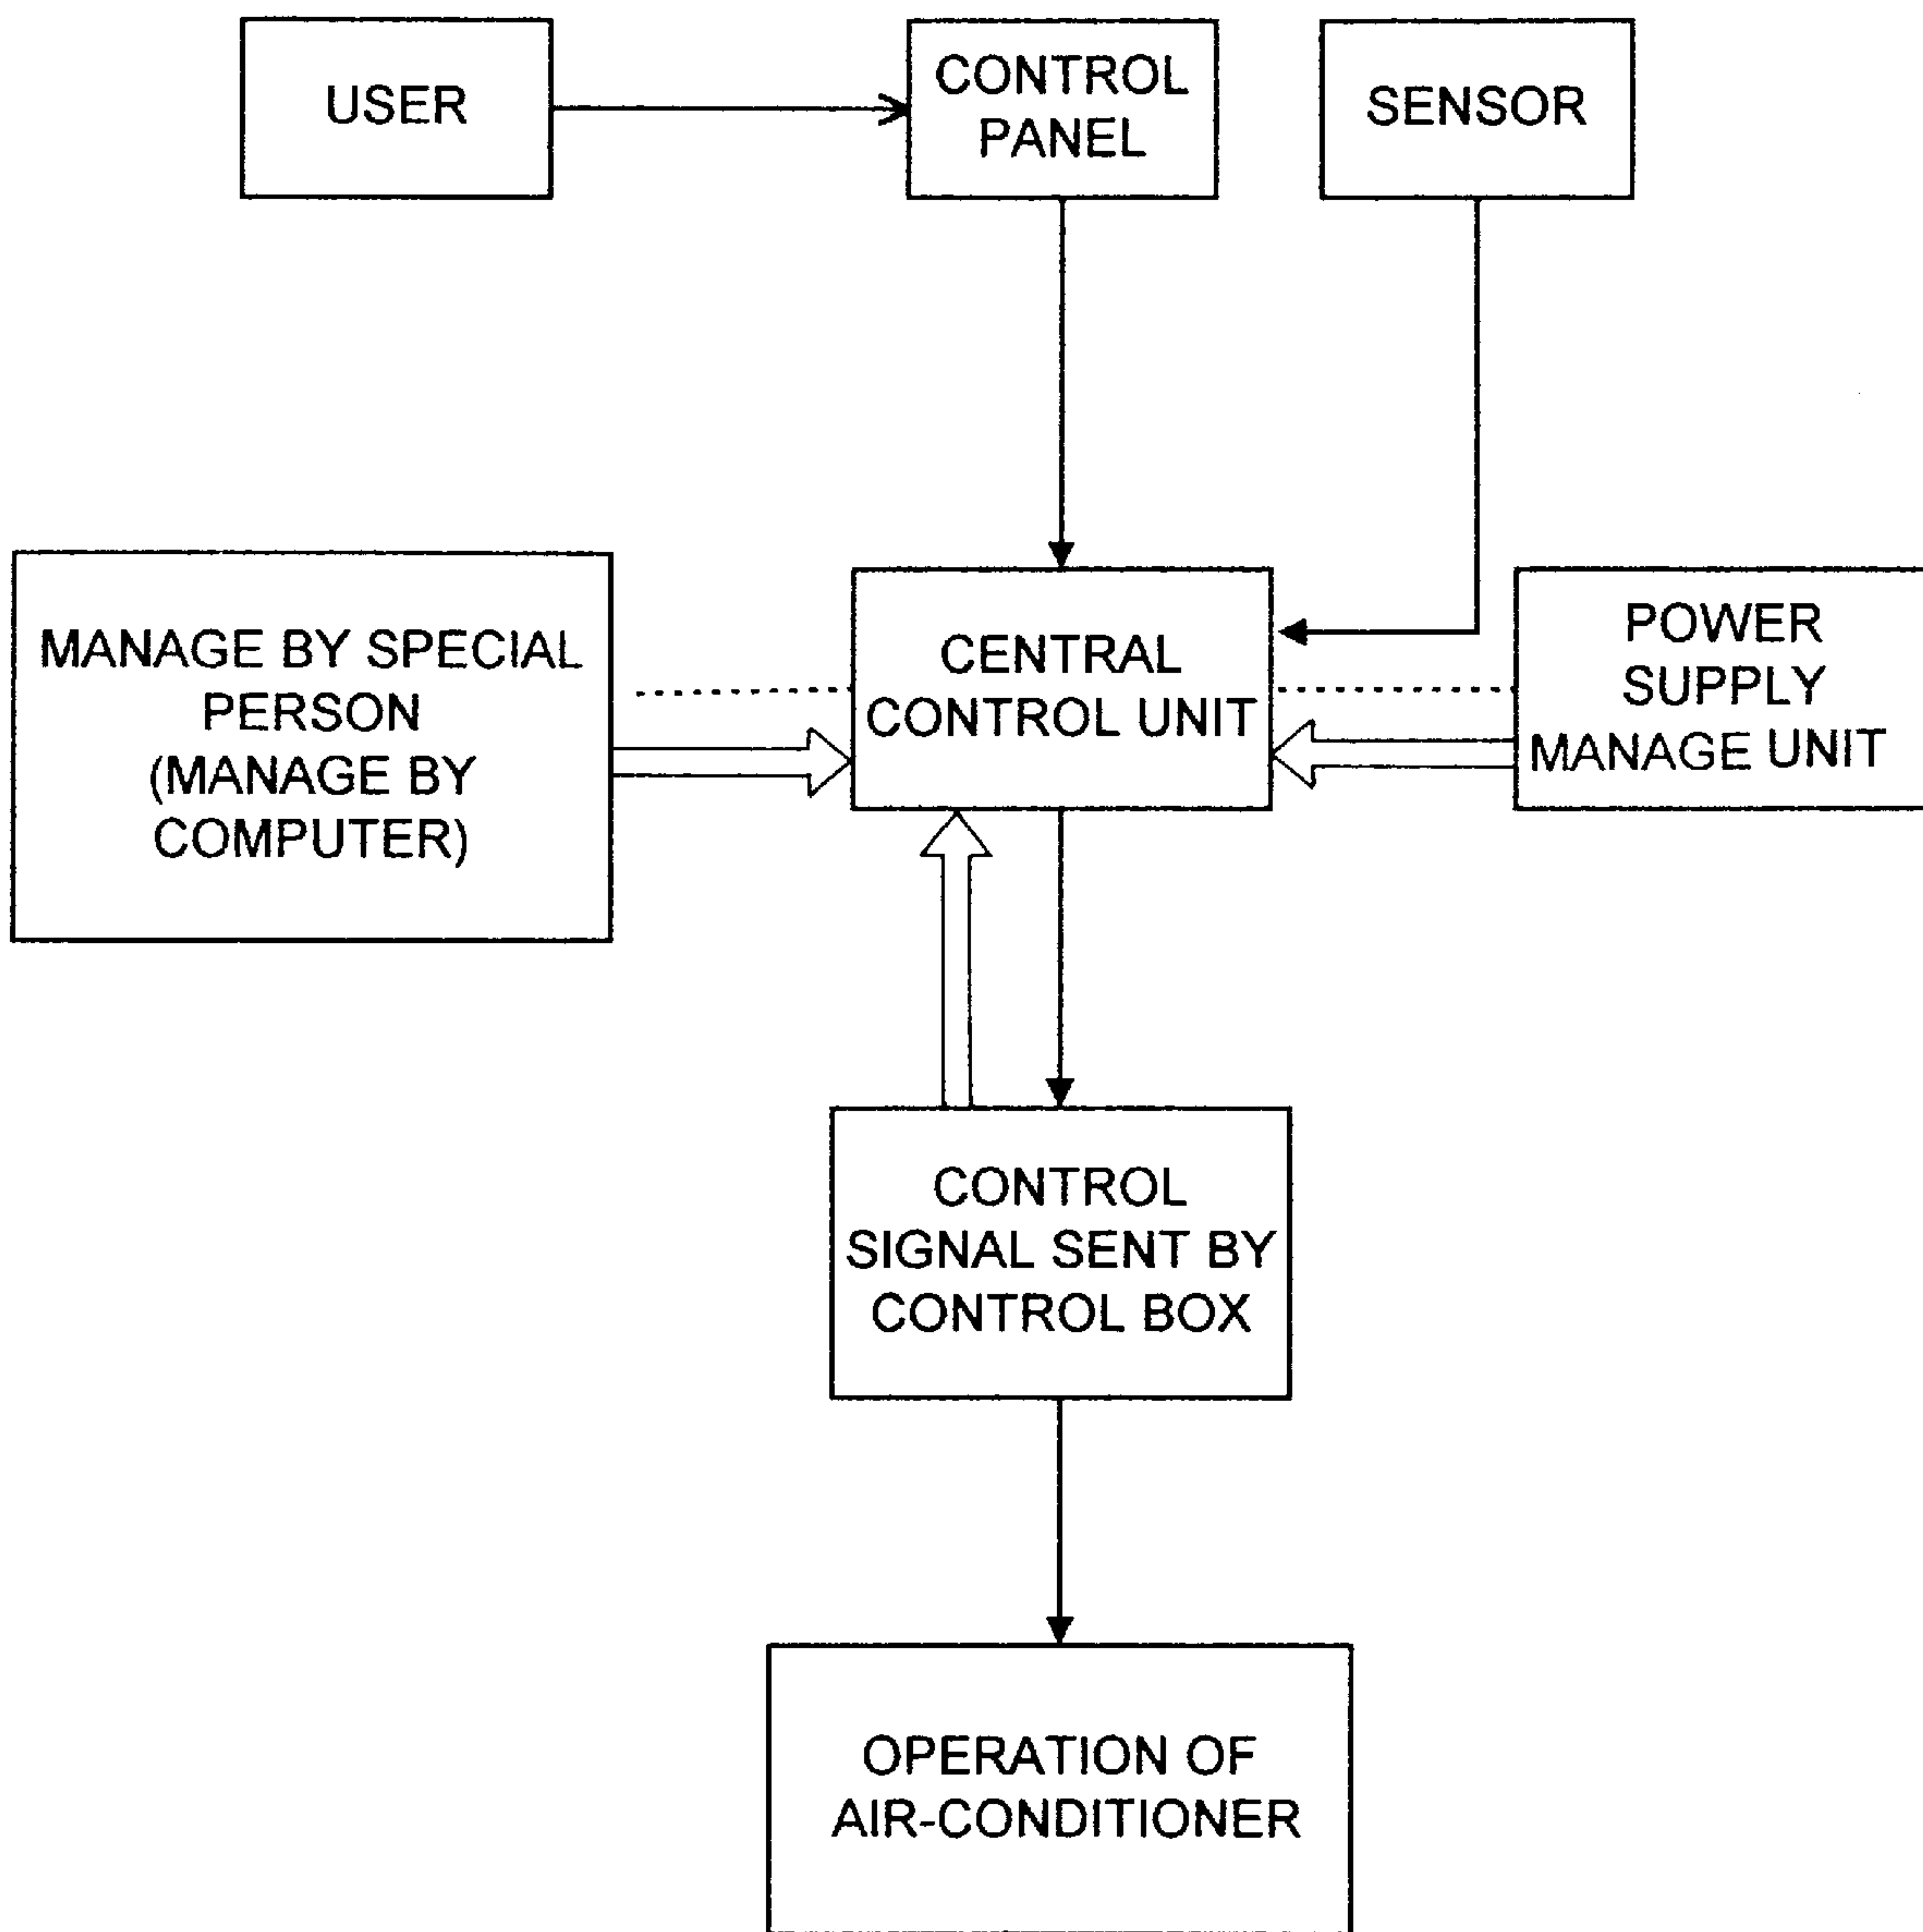 USER
CONTROL
PANEL
SENSOR
MANAGE BY SPECIAL
PERSON
(MANAGE BY
COMPUTER)
CENTRAL
CONTROL UNIT
POWER
SUPPLY
MANAGE UNIT
CONTROL
SIGNAL SENT BY
CONTROL BOX
OPERATION OF
AIR-CONDITIONER